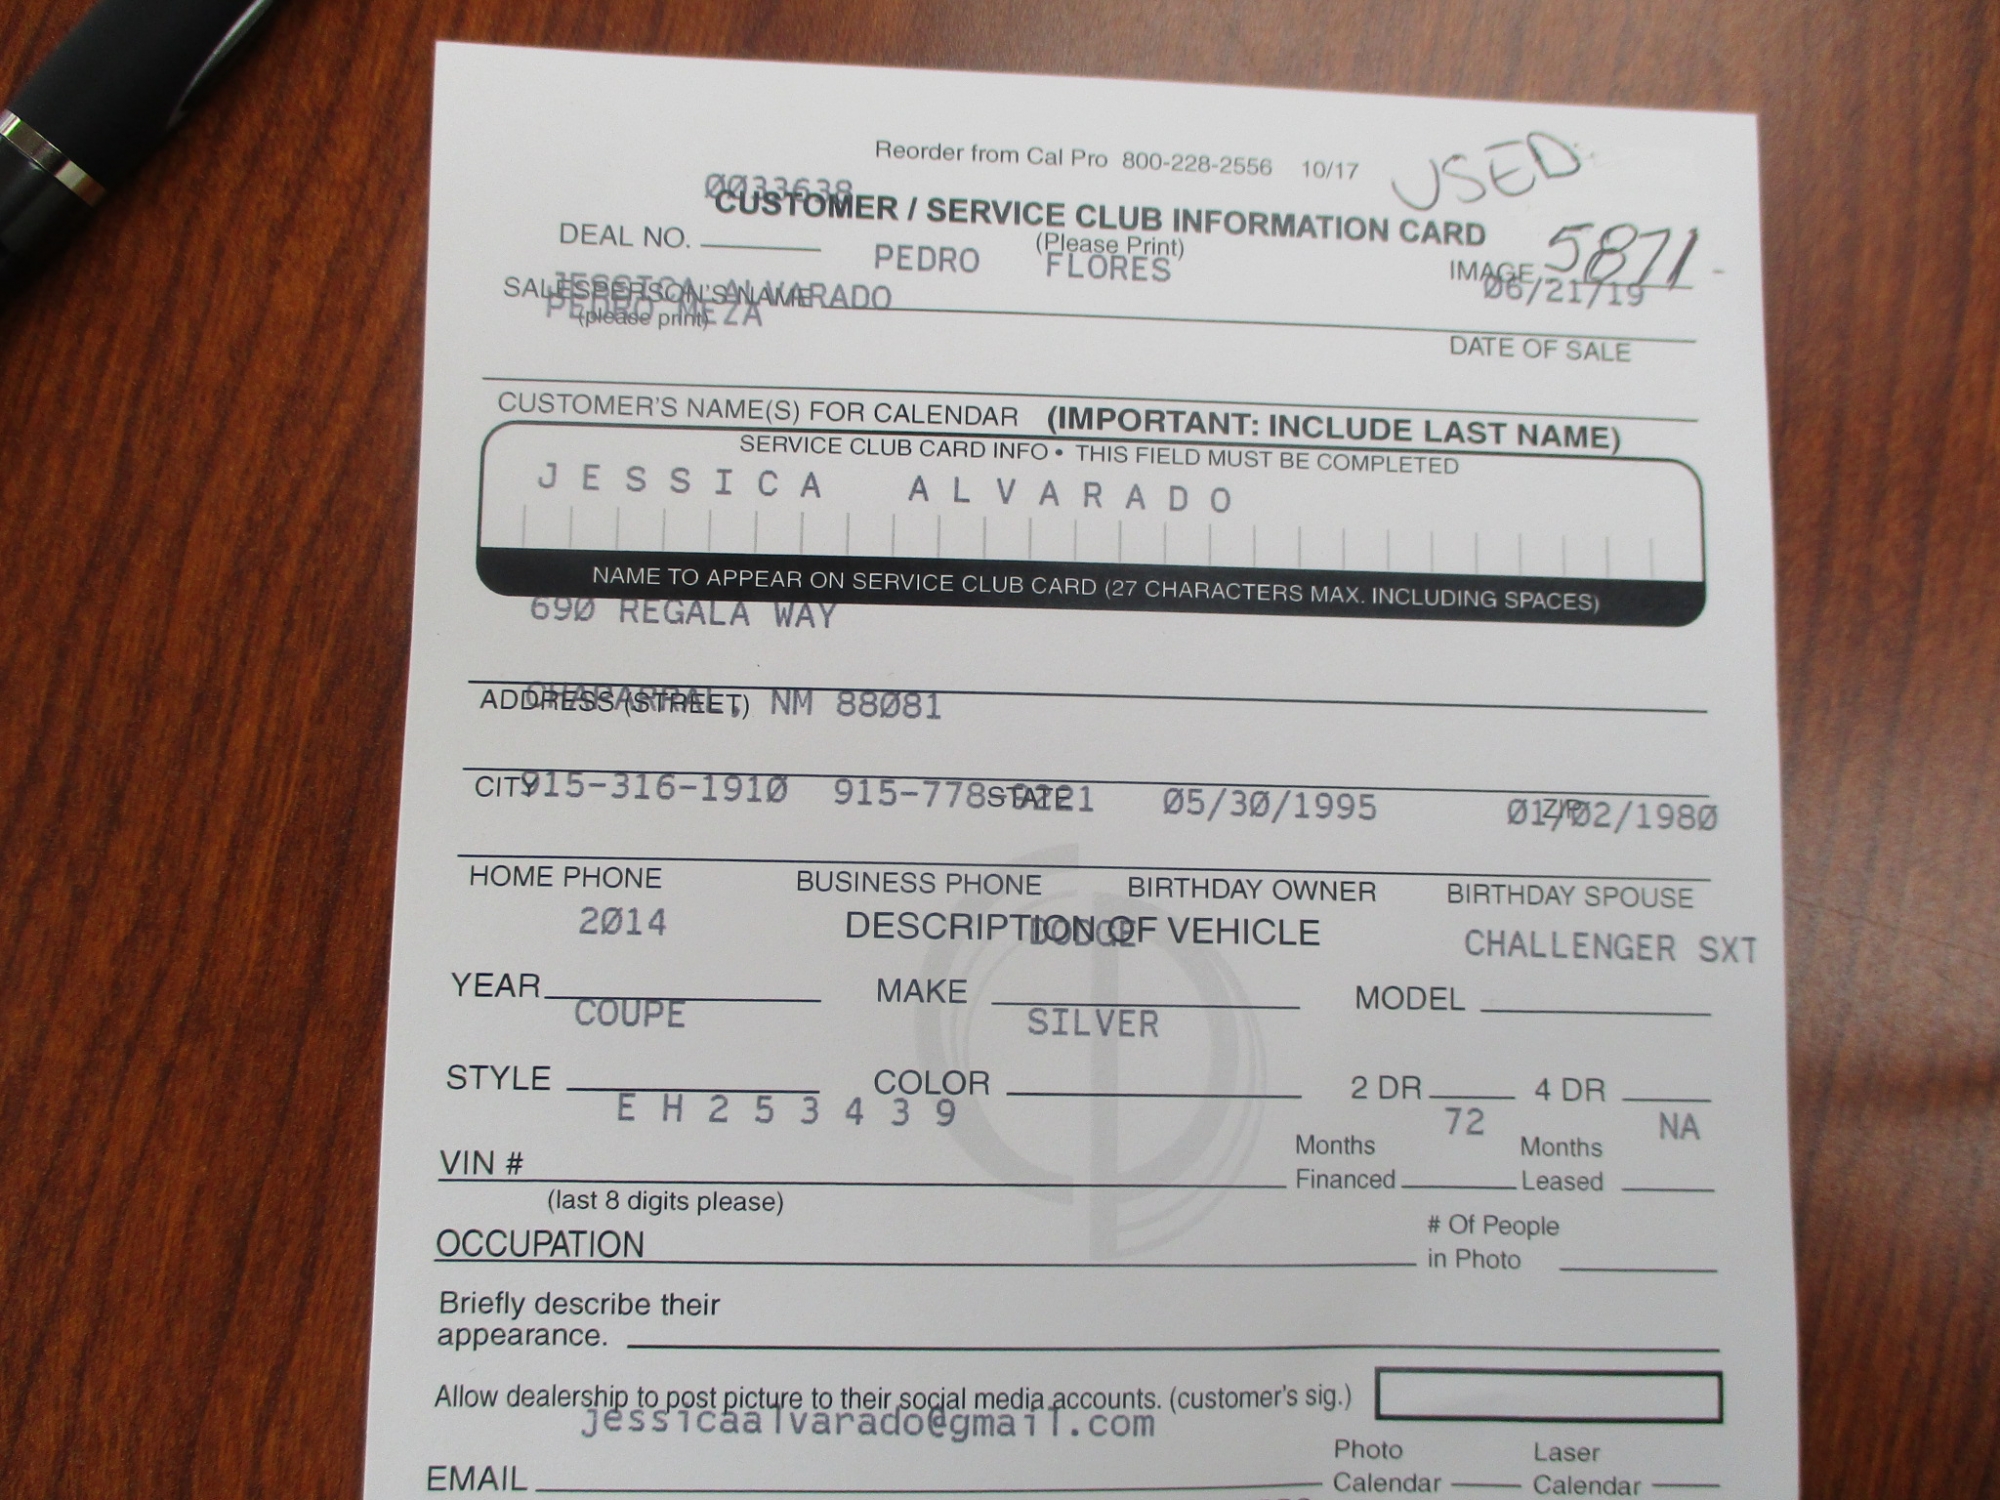 Reorder from Cal Pro 800-228-2556 10/17
USED
0033638
CUSTOMER / SERVICE CLUB INFORMATION CARD
(Please Print)
DEAL NO.
PEDRO FLORES
IMAGE 5871
06/21/19
SALESPERSON'S NAME
JESSICA ALVARADO
(please print)
PEDRO MEZA
DATE OF SALE
CUSTOMER'S NAME(S) FOR CALENDAR (IMPORTANT: INCLUDE LAST NAME)
SERVICE CLUB CARD INFO • THIS FIELD MUST BE COMPLETED
JESSICA ALVARADO
NAME TO APPEAR ON SERVICE CLUB CARD (27 CHARACTERS MAX. INCLUDING SPACES)
690 REGALA WAY
ADDRESS (STREET)
CHAPARRAL, NM 88081
CITY STATE ZIP
915-316-1910 915-778-9221 05/30/1995 01/02/1980
HOME PHONE BUSINESS PHONE BIRTHDAY OWNER BIRTHDAY SPOUSE
DESCRIPTION OF VEHICLE
2014 DODGE CHALLENGER SXT
YEAR MAKE MODEL
COUPE SILVER
STYLE COLOR 2 DR 4 DR
EH253439 72 NA
VIN # Months Financed Months Leased
(last 8 digits please)
OCCUPATION # Of People in Photo
Briefly describe their
appearance.
Allow dealership to post picture to their social media accounts. (customer's sig.)
jessicaalvarado@gmail.com
EMAIL Photo Calendar Laser Calendar